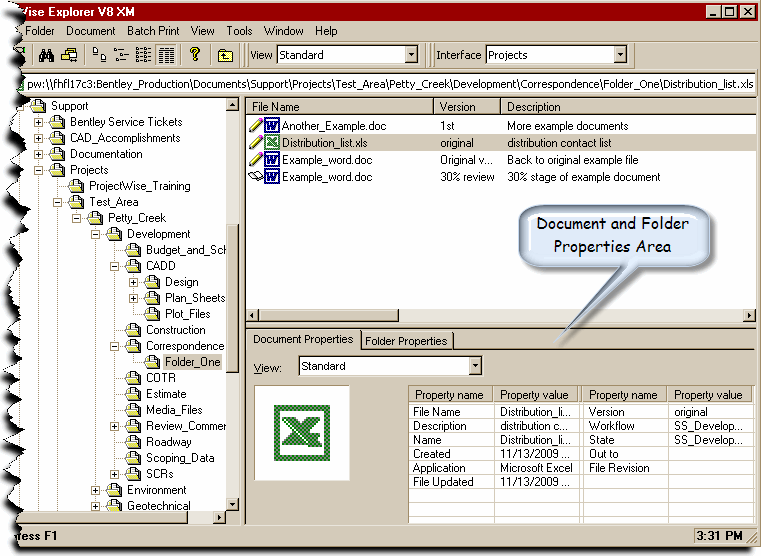 Wise Explorer V8 XM
Folder Document Batch Print View Tools Window Help
View Standard Interface Projects
pw:\\fhfl17c3:Bentley_Production\Documents\Support\Projects\Test_Area\Petty_Creek\Development\Correspondence\Folder_One\Distribution_list.xls
Support
Bentley Service Tickets
CAD_Accomplishments
Documentation
Projects
ProjectWise_Training
Test_Area
Petty_Creek
Development
Budget_and_Sch
CADD
Design
Plan_Sheets
Plot_Files
Construction
Correspondence
Folder_One
COTR
Estimate
Media_Files
Review_Commer
Roadway
Scoping_Data
SCRs
Environment
Geotechnical
File Name Version Description
Another_Example.doc 1st More example documents
Distribution_list.xls original distribution contact list
Example_word.doc Original v... Back to original example file
Example_word.doc 30% review 30% stage of example document
Document and Folder
Properties Area
Document Properties Folder Properties
View: Standard
Property name Property value Property name Property value
File Name Distribution_li... Version original
Description distribution c... Workflow SS_Develop...
Name Distribution_li... State SS_Develop...
Created 11/13/2009 ... Out to
Application Microsoft Excel File Revision
File Updated 11/13/2009 ...
ress F1
3:31 PM